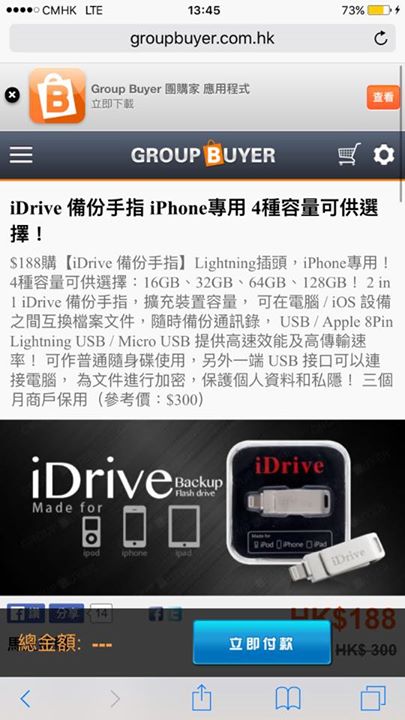 CMHK LTE 13:45 73%
groupbuyer.com.hk
Group Buyer 團購家 應用程式
立即下載
查看
GROUP BUYER
iDrive 備份手指 iPhone專用 4種容量可供選
擇！
$188購【iDrive 備份手指】Lightning插頭，iPhone專用！
4種容量可供選擇：16GB、32GB、64GB、128GB！ 2 in
1 iDrive 備份手指，擴充裝置容量， 可在電腦 / iOS 設備
之間互換檔案文件，隨時備份通訊錄， USB / Apple 8Pin
Lightning USB / Micro USB 提供高速效能及高傳輸速
率！ 可作普通隨身碟使用，另外一端 USB 接口可以連
接電腦， 為文件進行加密，保護個人資料和私隱！ 三個
月商戶保用（參考價：$300）
iDrive Backup
Flash drive
Made for
ipod iphone ipad
iDrive
Made for
iPod iPhone iPad
iDrive
讚 分享 14
HK$188
總金額: ---
立即付款
HK$ 300